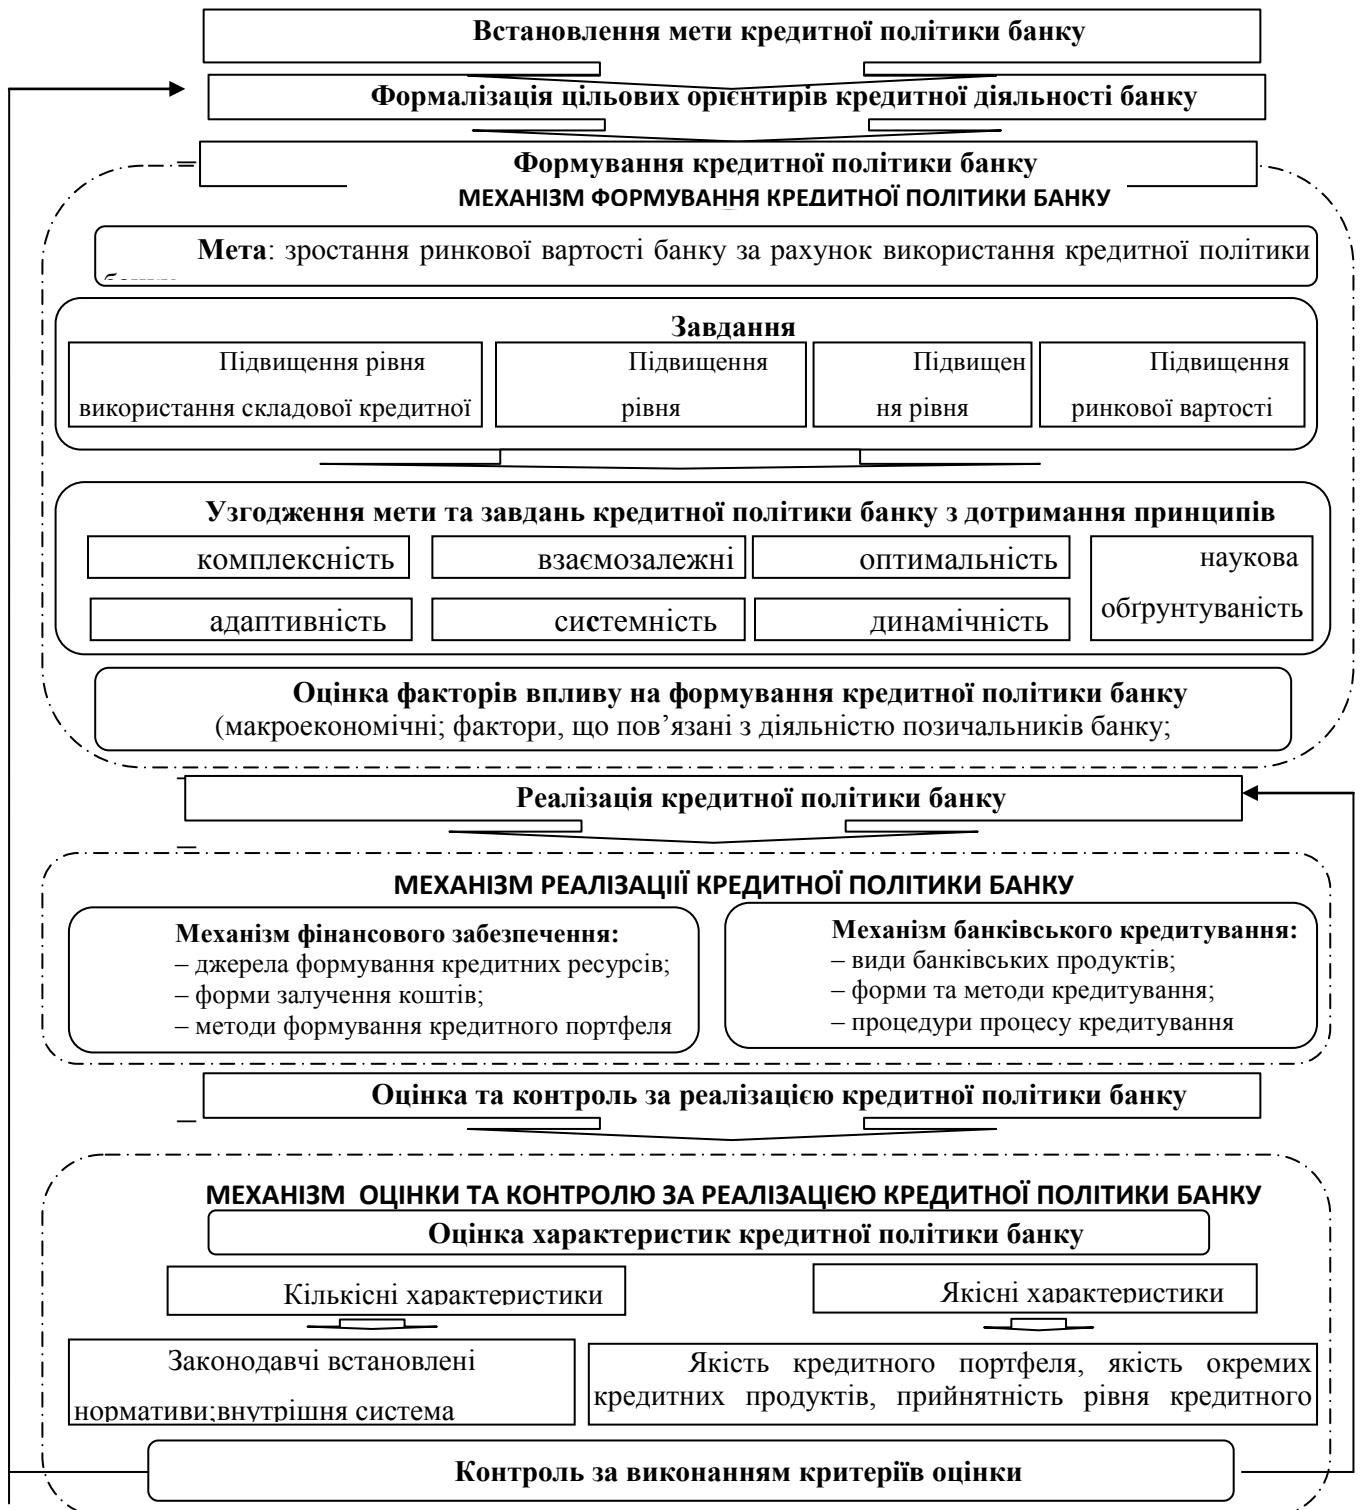 Встановлення мети кредитної політики банку
Формалізація цільових орієнтирів кредитної діяльності банку
Формування кредитної політики банку
МЕХАНІЗМ ФОРМУВАННЯ КРЕДИТНОЇ ПОЛІТИКИ БАНКУ
Мета: зростання ринкової вартості банку за рахунок використання кредитної політики
Завдання
Підвищення рівня
використання складової кредитної
Підвищення
рівня
Підвищен
ня рівня
Підвищення
ринкової вартості
Узгодження мети та завдань кредитної політики банку з дотримання принципів
комплексність
взаємозалежні
оптимальність
наукова
обґрунтуваність
адаптивність
системність
динамічність
Оцінка факторів впливу на формування кредитної політики банку
(макроекономічні; фактори, що пов’язані з діяльністю позичальників банку;
Реалізація кредитної політики банку
МЕХАНІЗМ РЕАЛІЗАЦІІЇ КРЕДИТНОЇ ПОЛІТИКИ БАНКУ
Механізм фінансового забезпечення:
– джерела формування кредитних ресурсів;
– форми залучення коштів;
– методи формування кредитного портфеля
Механізм банківського кредитування:
– види банківських продуктів;
– форми та методи кредитування;
– процедури процесу кредитування
Оцінка та контроль за реалізацією кредитної політики банку
МЕХАНІЗМ ОЦІНКИ ТА КОНТРОЛЮ ЗА РЕАЛІЗАЦІЄЮ КРЕДИТНОЇ ПОЛІТИКИ БАНКУ
Оцінка характеристик кредитної політики банку
Кількісні характеристики
Якісні характеристики
Законодавчі встановлені
нормативи;внутрішня система
Якість кредитного портфеля, якість окремих
кредитних продуктів, прийнятність рівня кредитного
Контроль за виконанням критеріїв оцінки